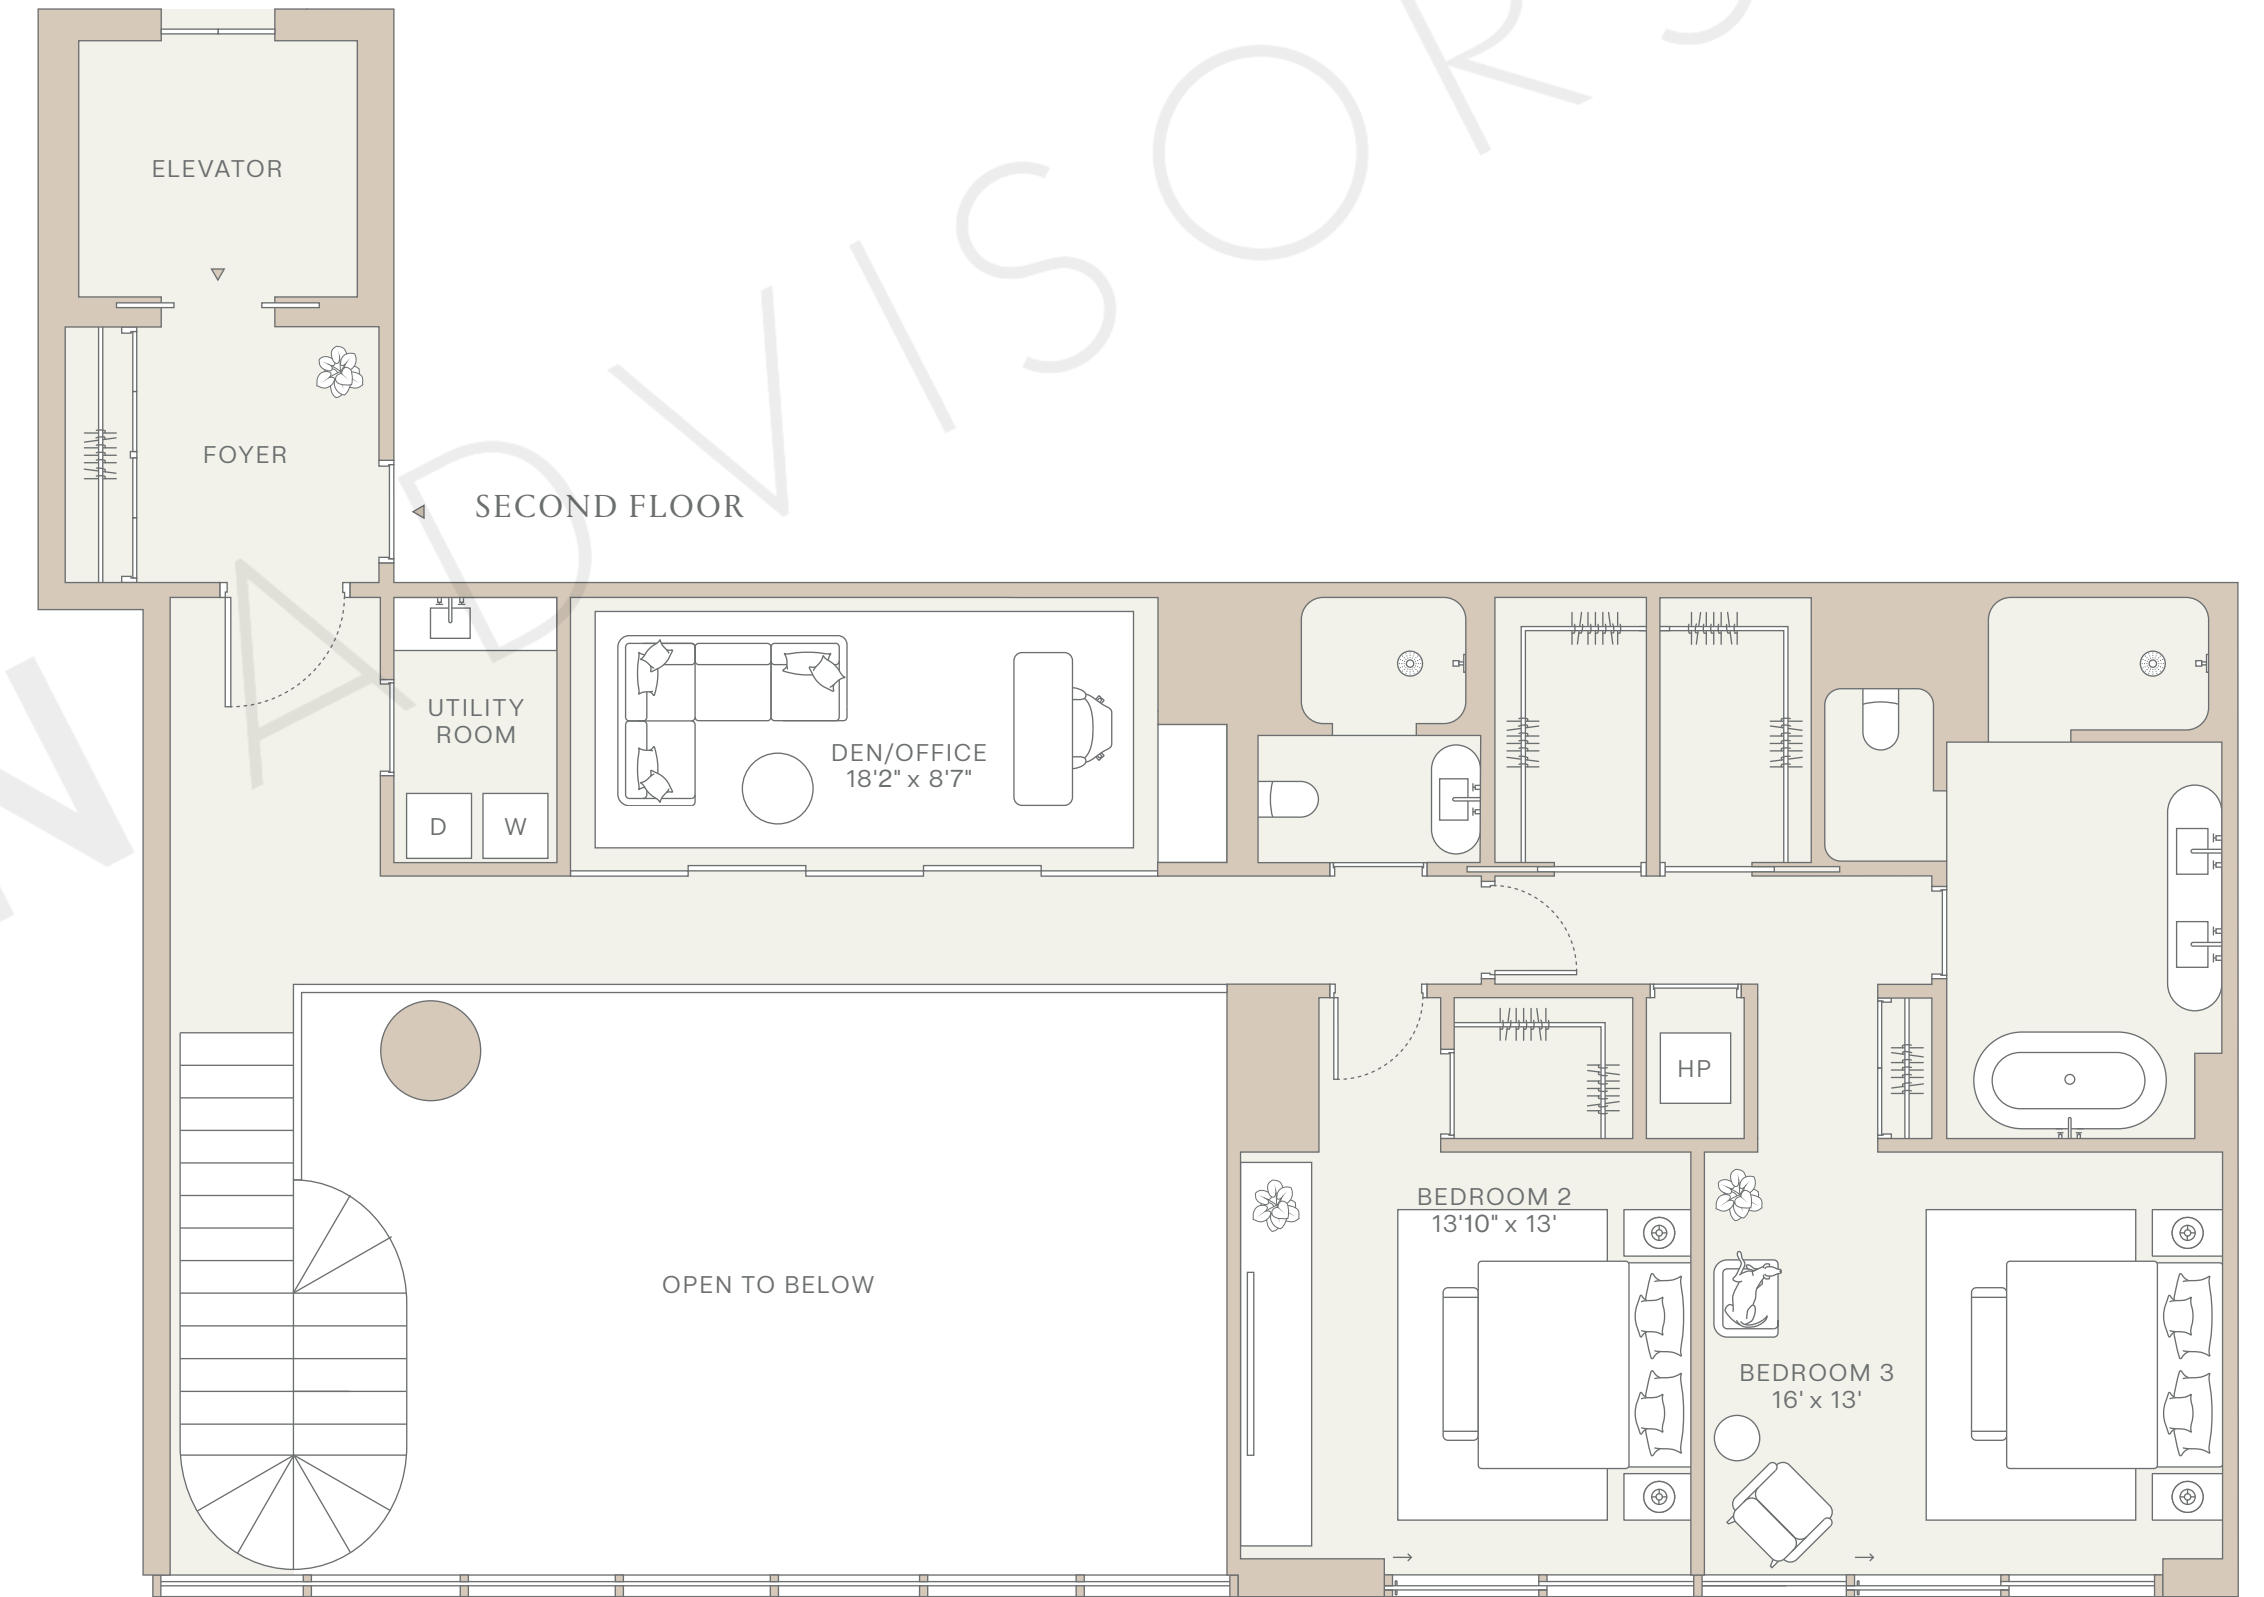 ELEVATOR
FOYER
SECOND FLOOR
UTILITY
ROOM
D
W
DEN/OFFICE
18'2" x 8'7"
HP
BEDROOM 2
13'10" x 13'
OPEN TO BELOW
BEDROOM 3
16' x 13'
ADVISORS